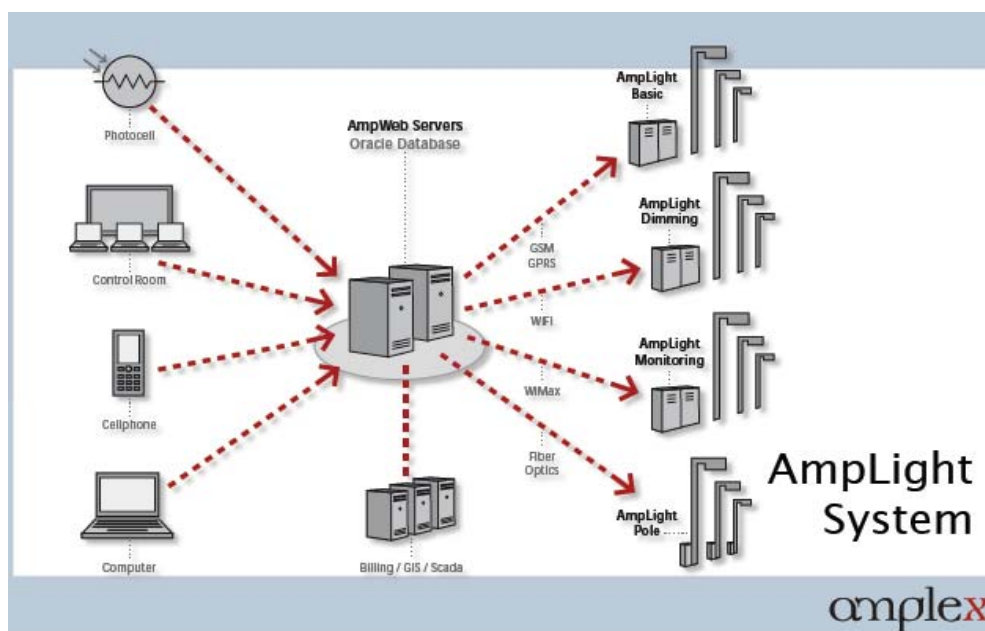 Photocell
Control Room
Cellphone
Computer
AmpWeb Servers
Oracle Database
Billing / GIS / Scada
GSM
GPRS
WIFI
WiMax
Fiber
Optics
AmpLight
Basic
AmpLight
Dimming
AmpLight
Monitoring
AmpLight
Pole
AmpLight
System
amplex